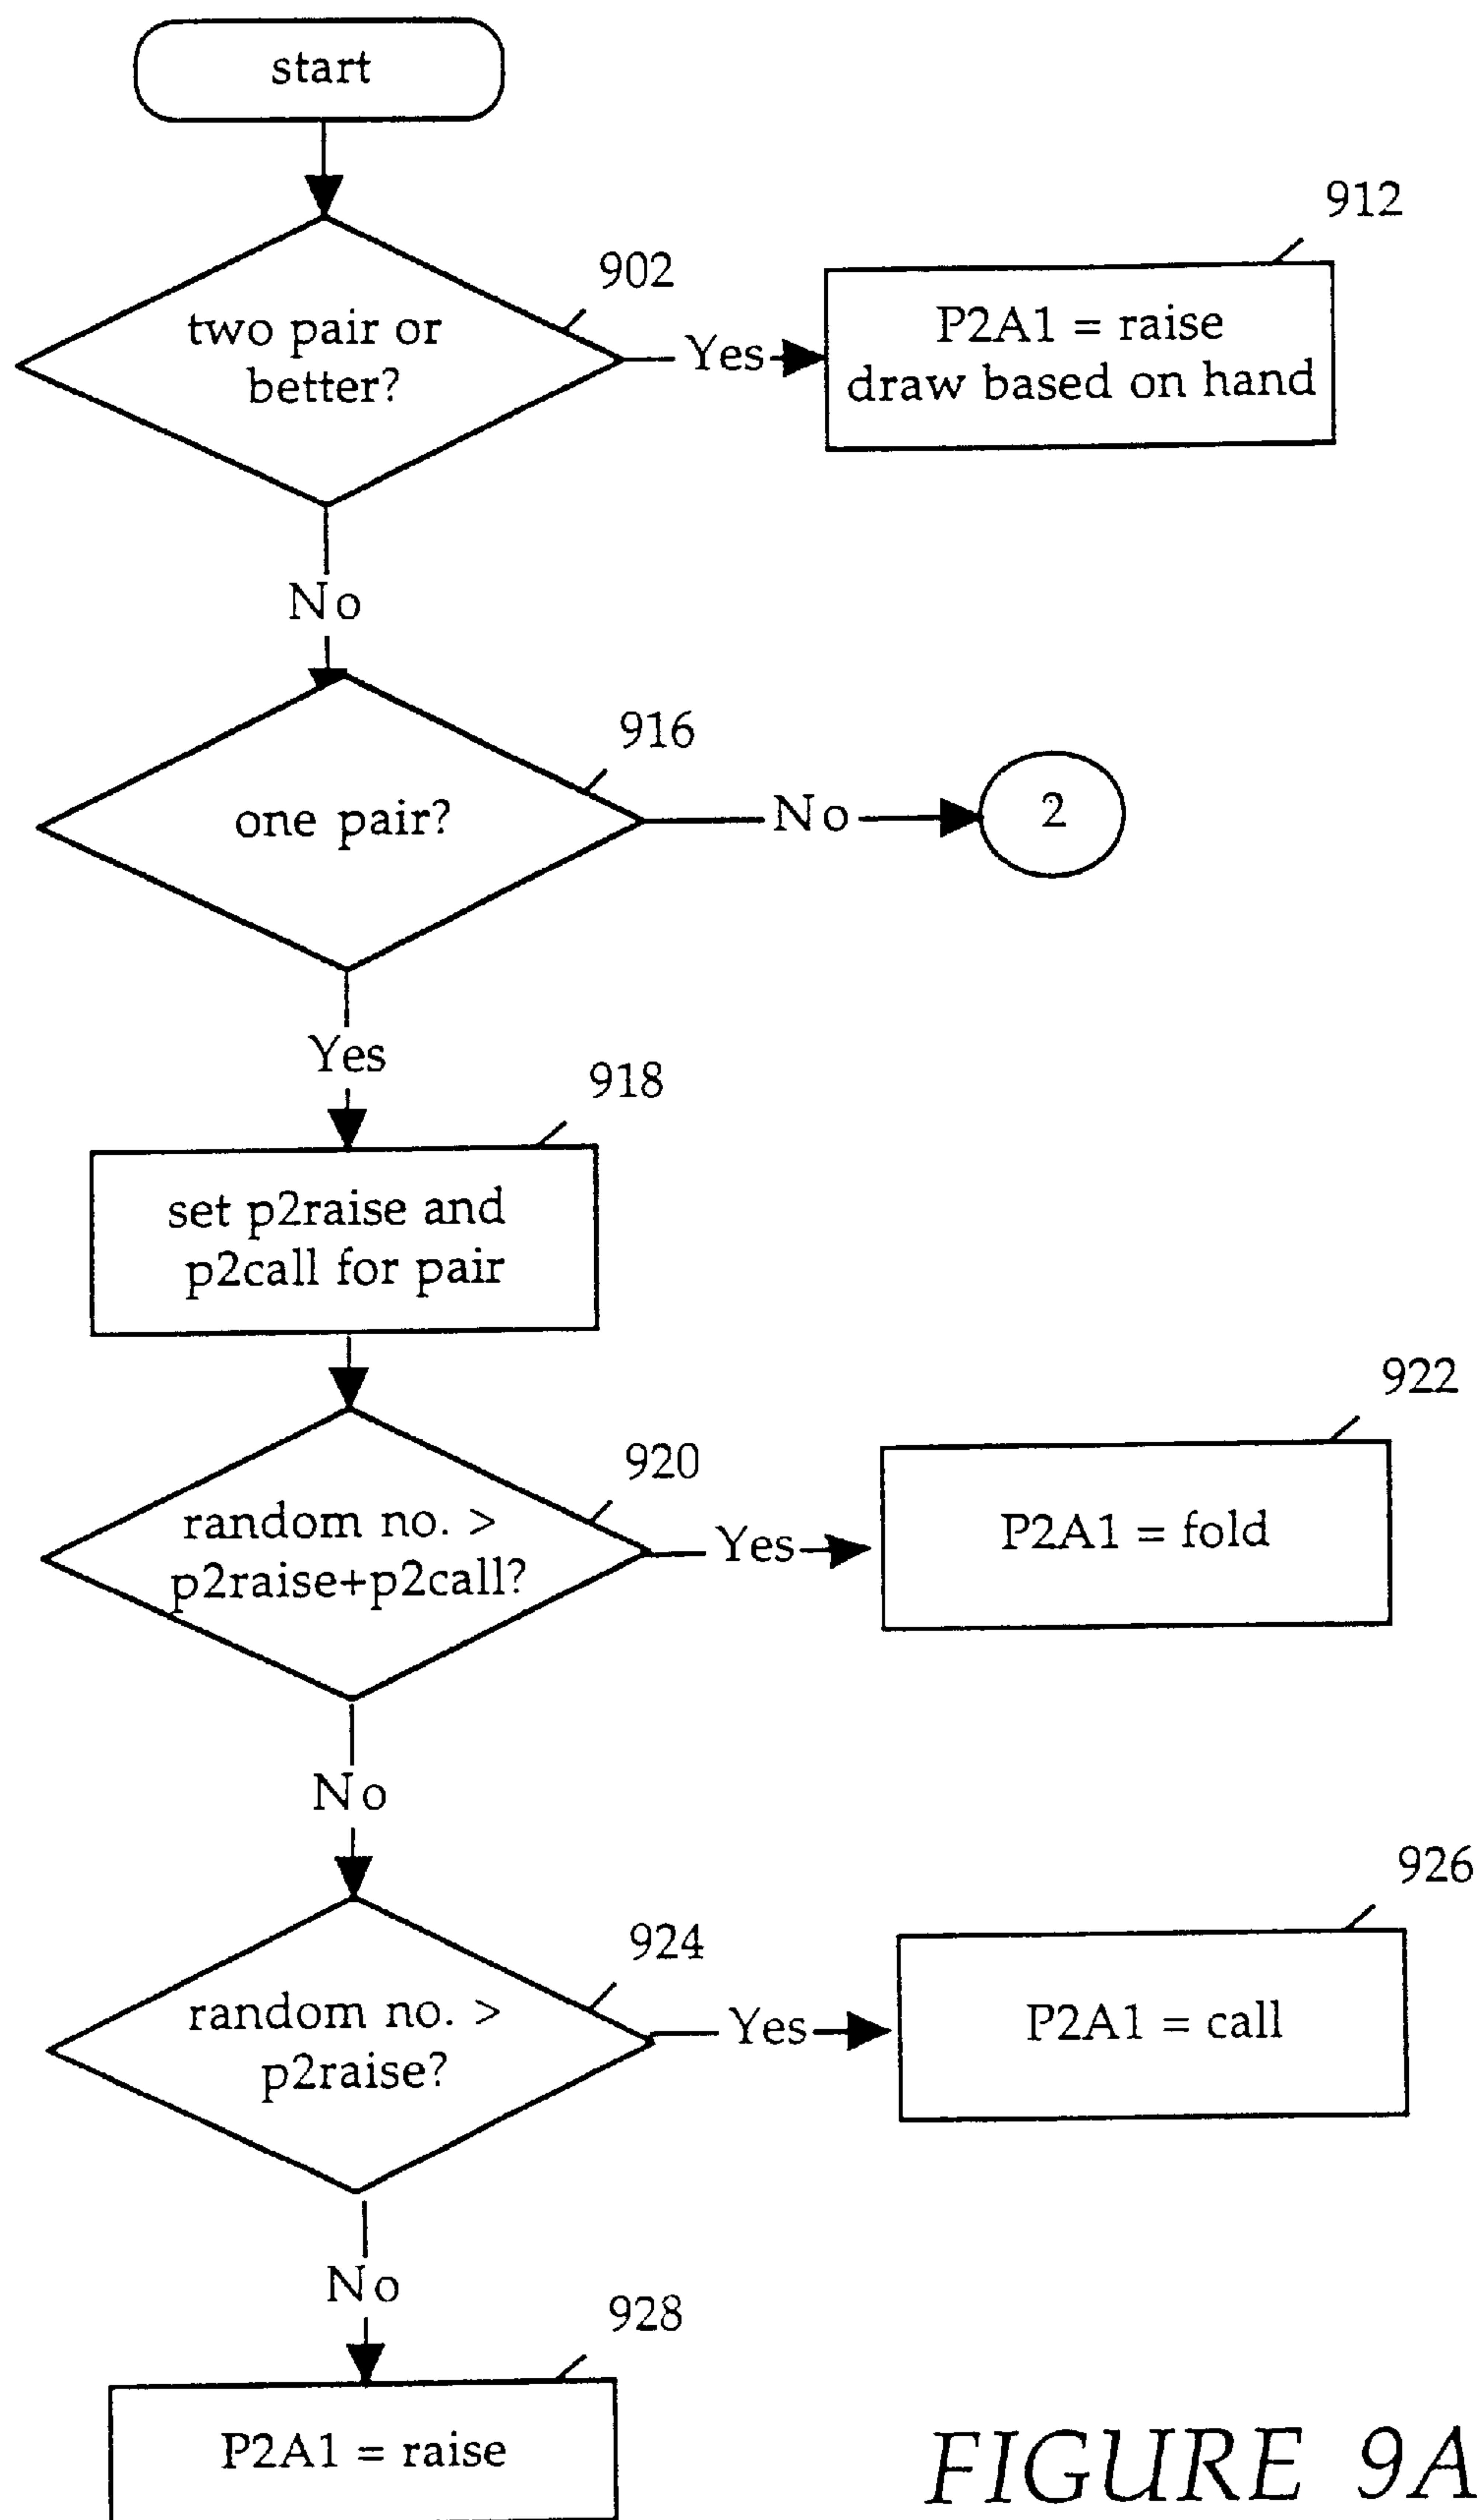 start
912
902
two pair or
better?
Yes
P2A1 = raise
draw based on hand
No
916
one pair?
No
2
Yes
918
set p2raise and
p2call for pair
922
920
random no. >
p2raise+p2call?
Yes
P2A1 = fold
No
926
924
random no. >
p2raise?
Yes
P2A1 = call
No
928
P2A1 = raise
FIGURE 9A